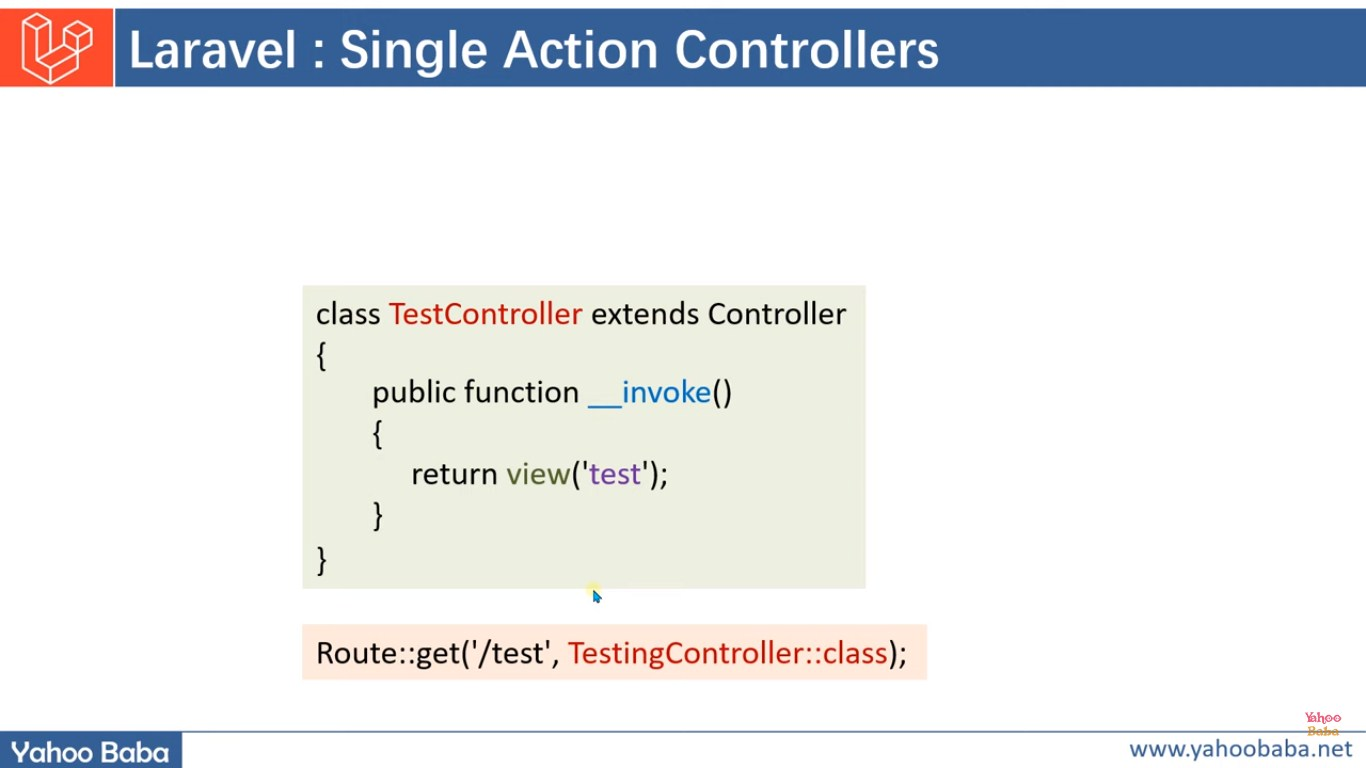 Laravel : Single Action Controllers
class TestController extends Controller
{
public function __invoke()
{
return view('test');
}
}
Route::get('/test', TestingController::class);
Yahoo
Baba
Yahoo Baba
www.yahoobaba.net